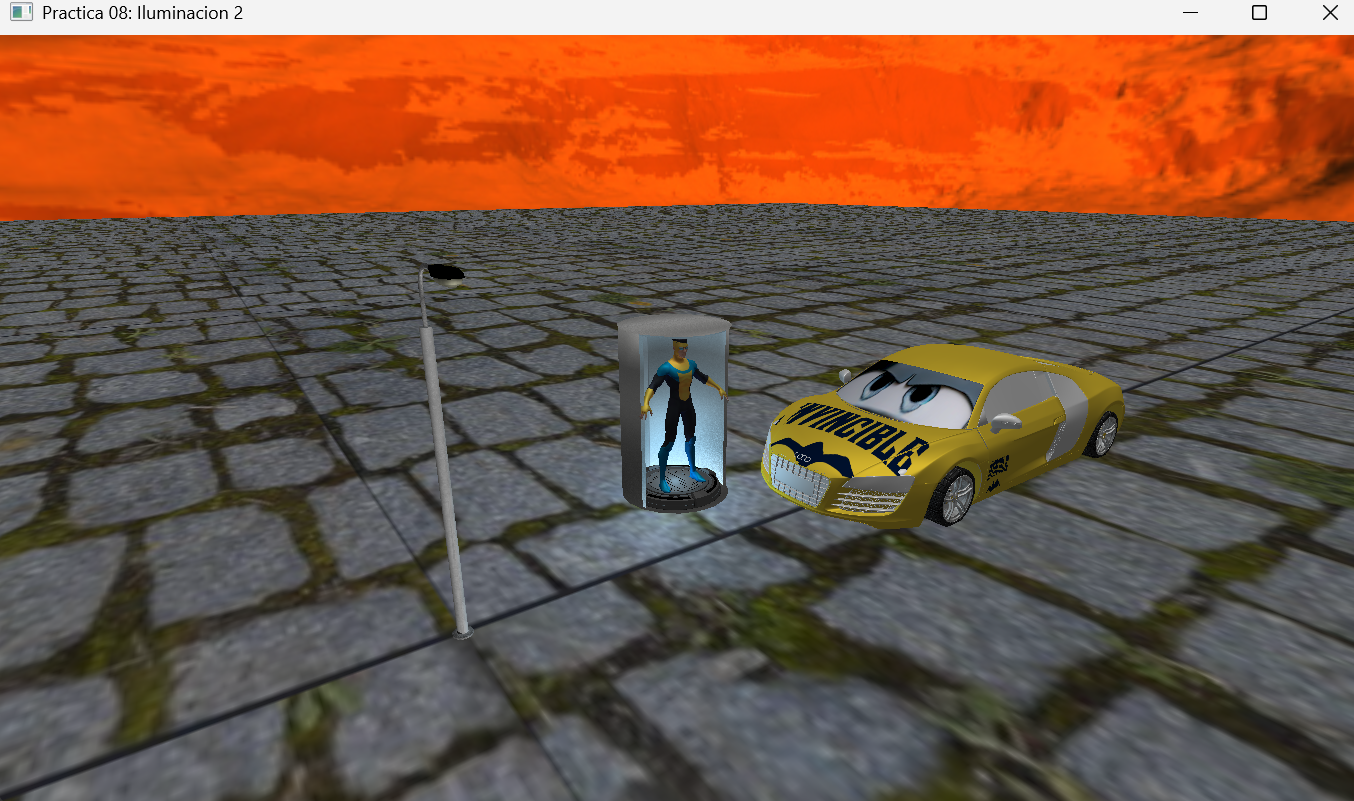 Practica 08: Iluminacion 2
INVINCIBLE